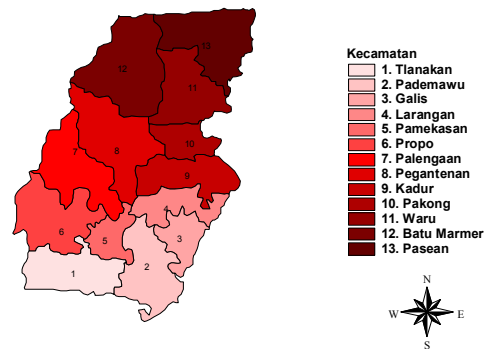 13
12
11
10
7
8
9
4
6
5
3
1
2
Kecamatan
1. Tlanakan
2. Pademawu
3. Galis
4. Larangan
5. Pamekasan
6. Propo
7. Palengaan
8. Pegantenan
9. Kadur
10. Pakong
11. Waru
12. Batu Marmer
13. Pasean
N
W E
S